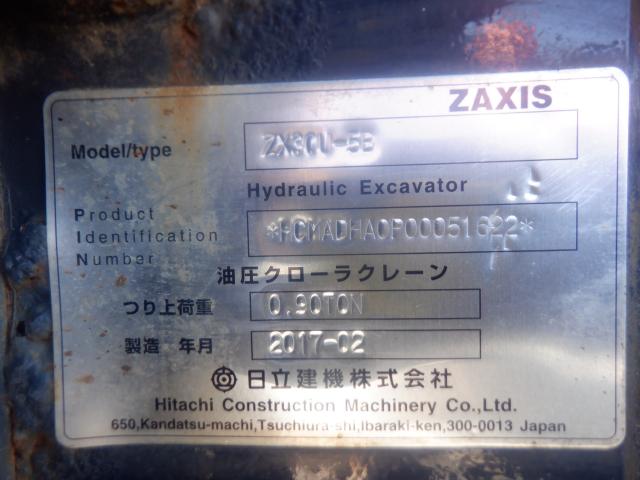 ZAXIS
Model/type ZX30U-5B
Hydraulic Excavator
Product Identification Number *HCMADHA0P00051622*
油圧クローラクレーン
つり上荷重 0.90TON
製造 年月 2017-02
日立建機株式会社
Hitachi Construction Machinery Co.,Ltd.
650,Kandatsu-machi,Tsuchiura-shi,Ibaraki-ken,300-0013 Japan